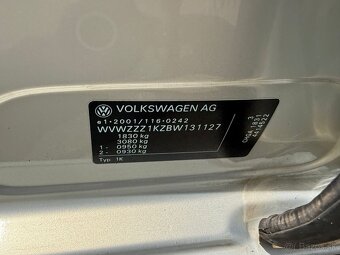 VOLKSWAGEN AG
e1*2001/116*0242
WVWZZZ1KZBW131127
1830 kg
3080 kg
1- 0950 kg
2- 0930 kg
Typ: 1K